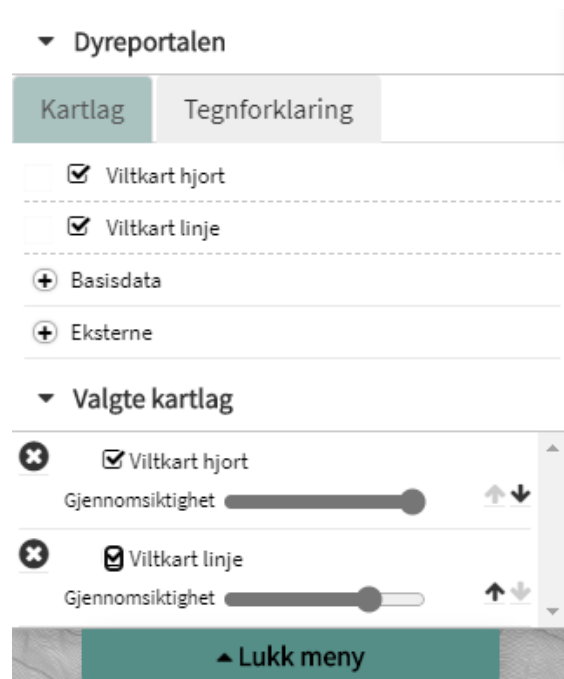 Dyreportalen
Kartlag Tegnforklaring
Viltkart hjort
Viltkart linje
Basisdata
Eksterne
Valgte kartlag
Viltkart hjort
Gjennomsiktighet
Viltkart linje
Gjennomsiktighet
Lukk meny